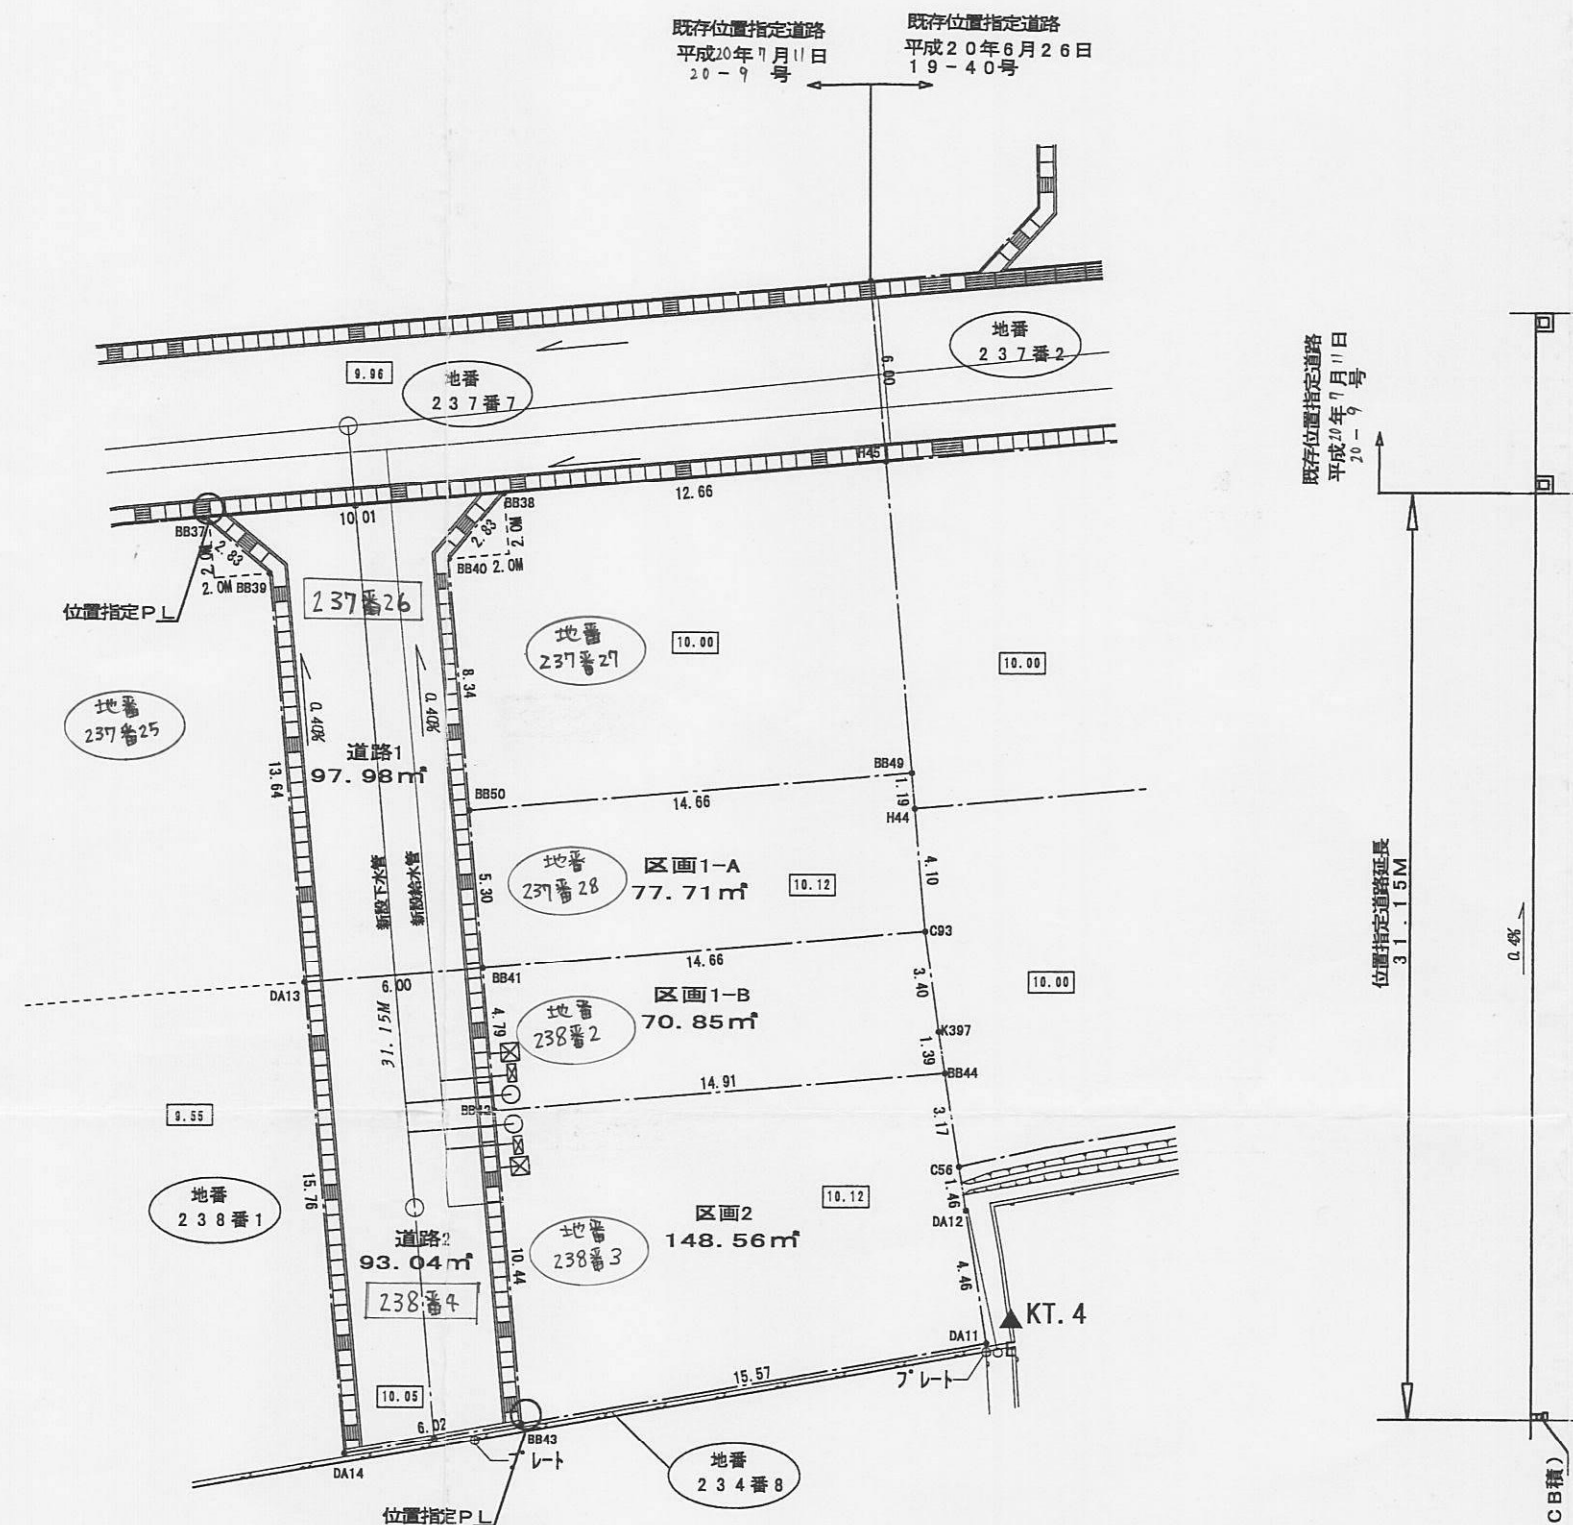 既存位置指定道路
平成20年7月11日
20-9 号
既存位置指定道路
平成20年6月26日
19-40号
地番
237番2
9.96
地番
237番7
6.00
H45
12.66
BB38
BB37
10.01
2.83
2.0M
2.0M
BB39
2.83
2.0M
BB40
2.0M
位置指定PL
237番26
地番
237番27
10.00
10.00
8.34
0.40%
0.40%
地番
237番25
道路1
97.98㎡
13.64
BB49
BB50
14.66
1.19
H44
新設下水管
新設給水管
5.30
地番
237番28
区画1-A
77.71㎡
10.12
4.10
C93
14.66
BB41
DA13
6.00
31.15M
3.40
10.00
区画1-B
70.85㎡
地番
238番2
4.79
K397
1.39
BB44
14.91
9.55
3.17
C56
1.46
DA12
15.76
地番
238番1
10.12
区画2
148.56㎡
道路2
93.04㎡
地番
238番3
10.44
238番4
4.46
KT.4
DA11
プレート
15.57
10.05
6.02
BB43
プレート
DA14
地番
234番8
位置指定PL
既存位置指定道路
平成20年7月11日
20-9 号
位置指定道路延長
31.15M
0.4%
CB積)